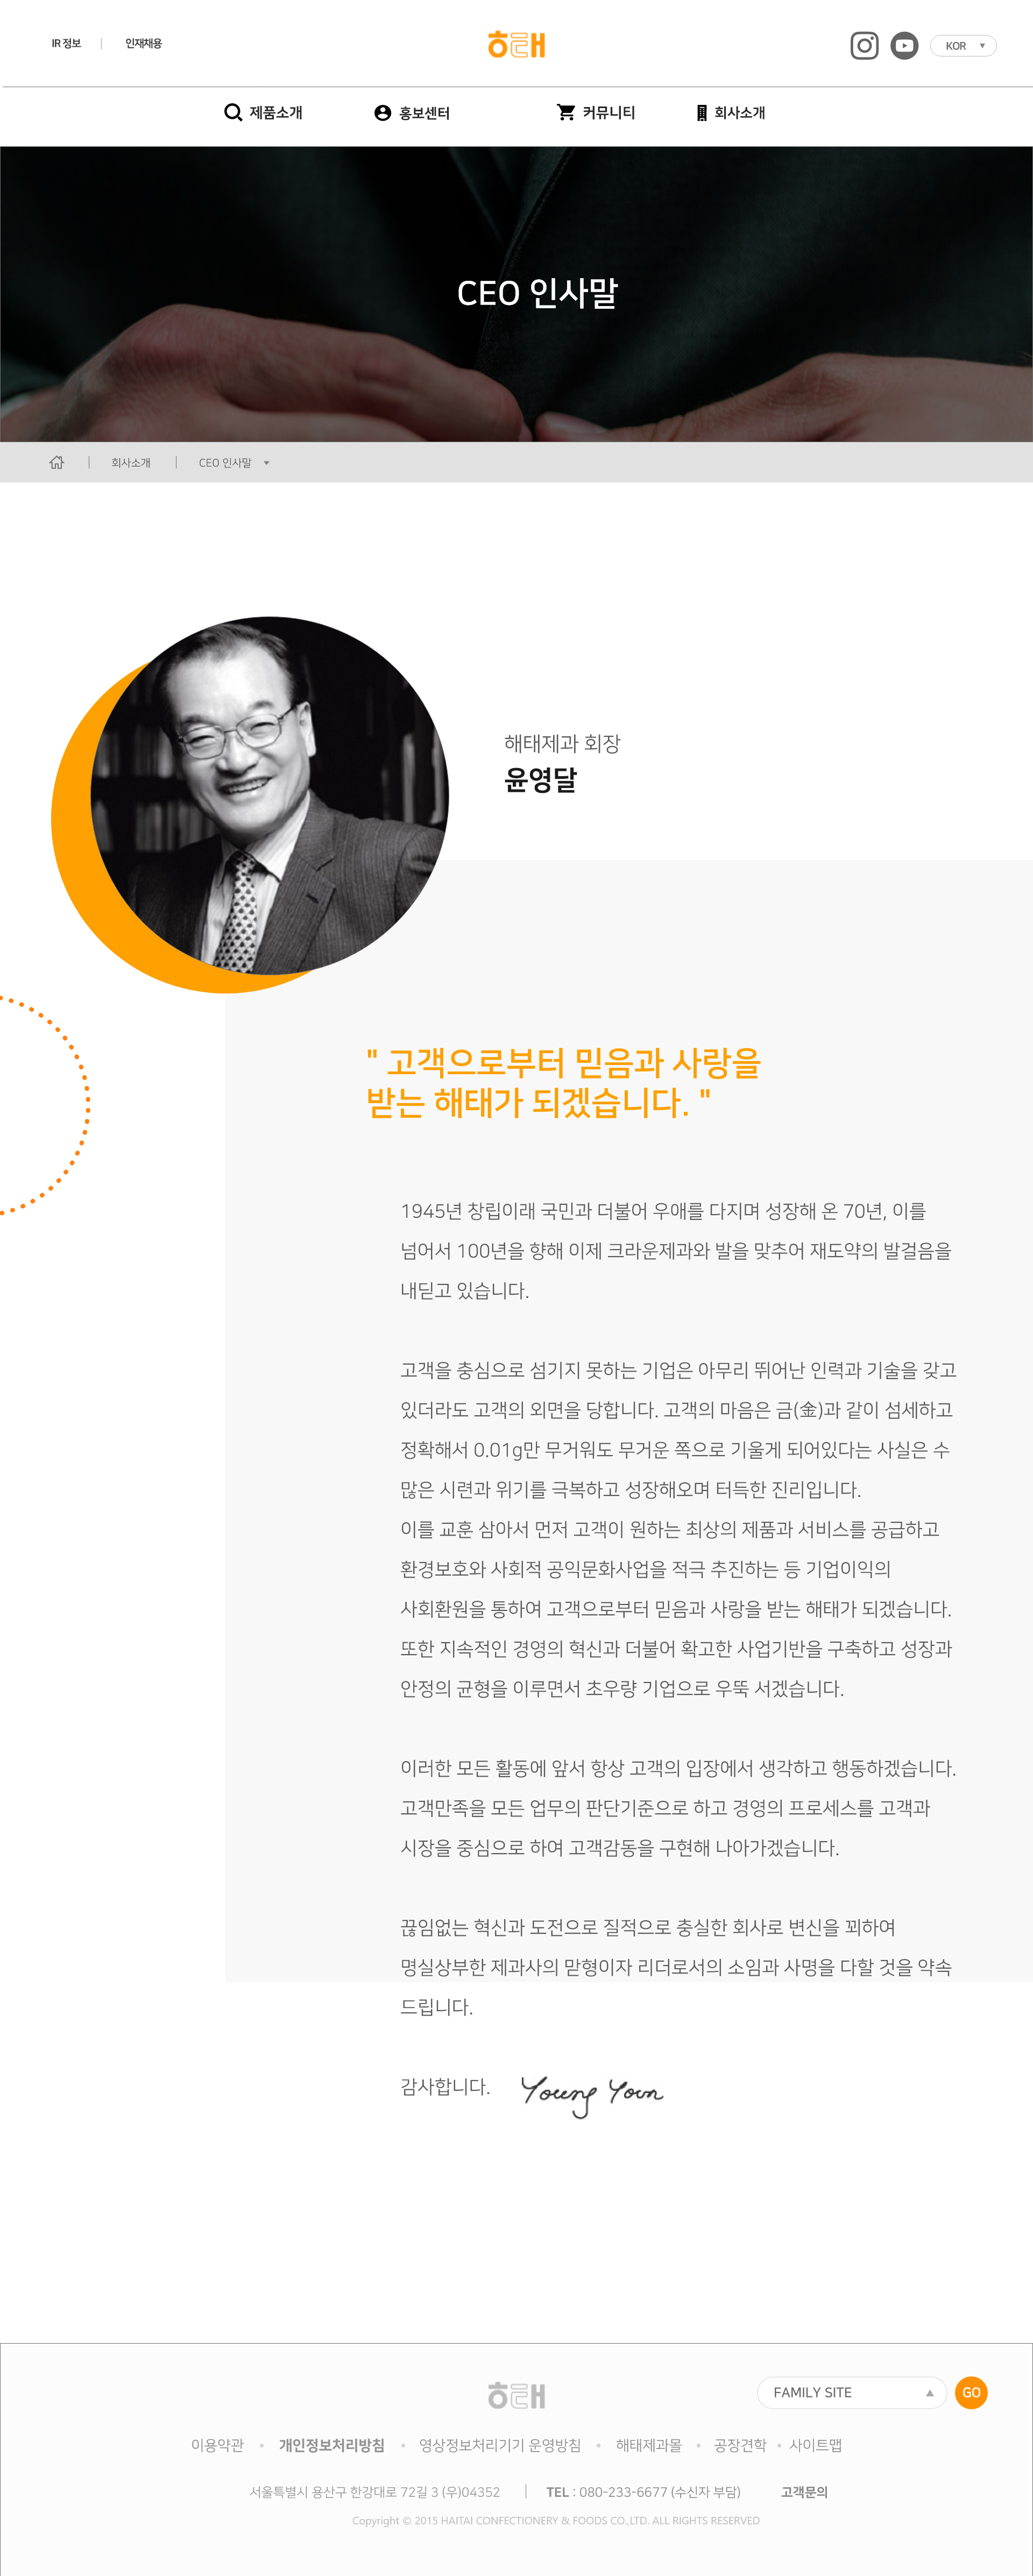 IR 정보 | 인재채용
해태
KOR ▼
제품소개
홍보센터
커뮤니티
회사소개
CEO 인사말
회사소개
CEO 인사말 ▼
해태제과 회장
윤영달
" 고객으로부터 믿음과 사랑을
받는 해태가 되겠습니다. "
1945년 창립이래 국민과 더불어 우애를 다지며 성장해 온 70년, 이를
넘어서 100년을 향해 이제 크라운제과와 발을 맞추어 재도약의 발걸음을
내딛고 있습니다.
고객을 충심으로 섬기지 못하는 기업은 아무리 뛰어난 인력과 기술을 갖고
있더라도 고객의 외면을 당합니다. 고객의 마음은 금(金)과 같이 섬세하고
정확해서 0.01g만 무거워도 무거운 쪽으로 기울게 되어있다는 사실은 수
많은 시련과 위기를 극복하고 성장해오며 터득한 진리입니다.
이를 교훈 삼아서 먼저 고객이 원하는 최상의 제품과 서비스를 공급하고
환경보호와 사회적 공익문화사업을 적극 추진하는 등 기업이익의
사회환원을 통하여 고객으로부터 믿음과 사랑을 받는 해태가 되겠습니다.
또한 지속적인 경영의 혁신과 더불어 확고한 사업기반을 구축하고 성장과
안정의 균형을 이루면서 초우량 기업으로 우뚝 서겠습니다.
이러한 모든 활동에 앞서 항상 고객의 입장에서 생각하고 행동하겠습니다.
고객만족을 모든 업무의 판단기준으로 하고 경영의 프로세스를 고객과
시장을 중심으로 하여 고객감동을 구현해 나아가겠습니다.
끊임없는 혁신과 도전으로 질적으로 충실한 회사로 변신을 꾀하여
명실상부한 제과사의 맏형이자 리더로서의 소임과 사명을 다할 것을 약속
드립니다.
감사합니다. Young Yoon
해태
FAMILY SITE ▲ GO
이용약관 • 개인정보처리방침 • 영상정보처리기기 운영방침 • 해태제과몰 • 공장견학 • 사이트맵
서울특별시 용산구 한강대로 72길 3 (우)04352 | TEL : 080-233-6677 (수신자 부담) 고객문의
Copyright © 2015 HAITAI CONFECTIONERY & FOODS CO.,LTD. ALL RIGHTS RESERVED